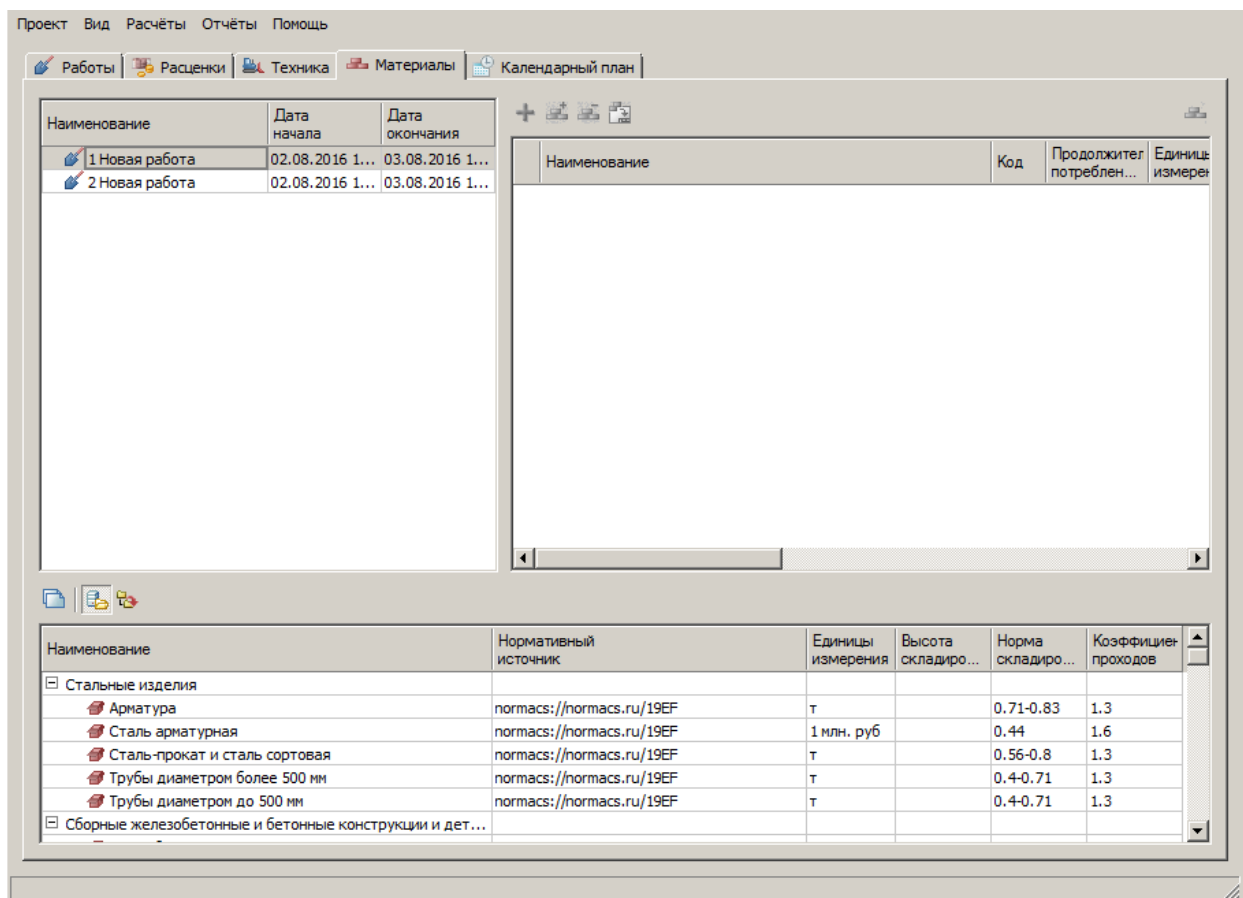 Проект Вид Расчёты Отчёты Помощь
Работы Расценки Техника Материалы Календарный план
Наименование Дата начала Дата окончания
1 Новая работа 02.08.2016 1... 03.08.2016 1...
2 Новая работа 02.08.2016 1... 03.08.2016 1...
Наименование Код Продолжител потреблен... Единицы измерен
Наименование Нормативный источник Единицы измерения Высота складиро... Норма складиро... Коэффициен проходов
Стальные изделия
Арматура normacs://normacs.ru/19EF т 0.71-0.83 1.3
Сталь арматурная normacs://normacs.ru/19EF 1 млн. руб 0.44 1.6
Сталь-прокат и сталь сортовая normacs://normacs.ru/19EF т 0.56-0.8 1.3
Трубы диаметром более 500 мм normacs://normacs.ru/19EF т 0.4-0.71 1.3
Трубы диаметром до 500 мм normacs://normacs.ru/19EF т 0.4-0.71 1.3
Сборные железобетонные и бетонные конструкции и дет...